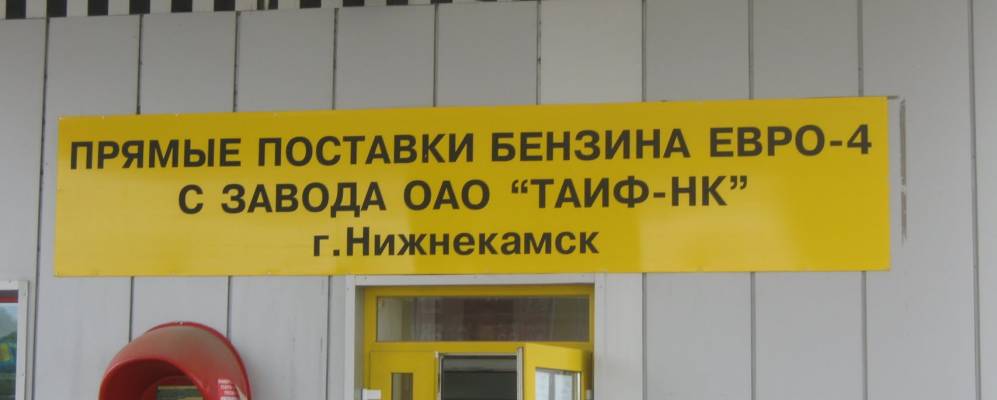 ПРЯМЫЕ ПОСТАВКИ БЕНЗИНА ЕВРО-4
С ЗАВОДА ОАО “ТАИФ-НК”
г.Нижнекамск